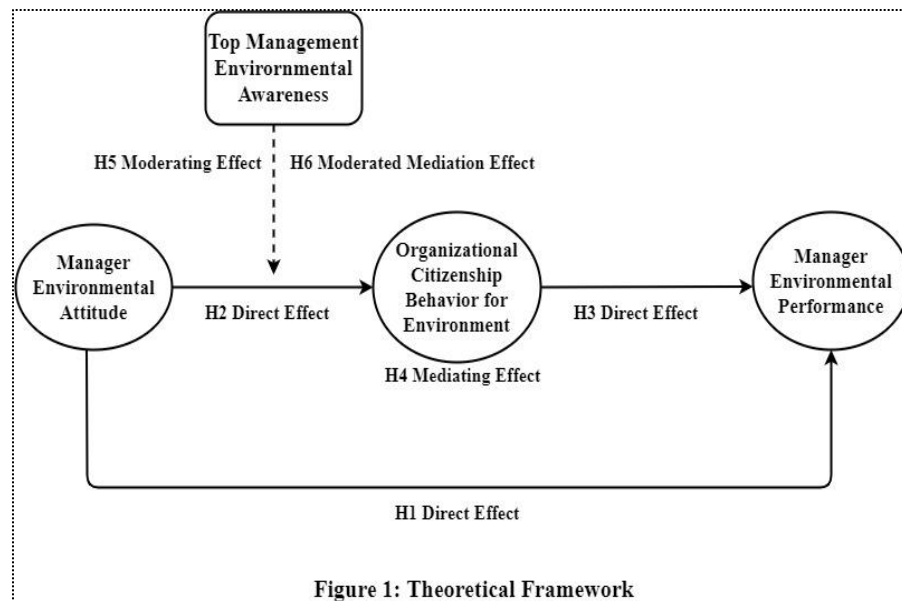 Top Management
Envirornmental
Awareness
H5 Moderating Effect
H6 Moderated Mediation Effect
Manager
Environmental
Attitude
H2 Direct Effect
Organizational
Citizenship
Behavior for
Environment
H4 Mediating Effect
H3 Direct Effect
Manager
Environmental
Performance
H1 Direct Effect
Figure 1: Theoretical Framework